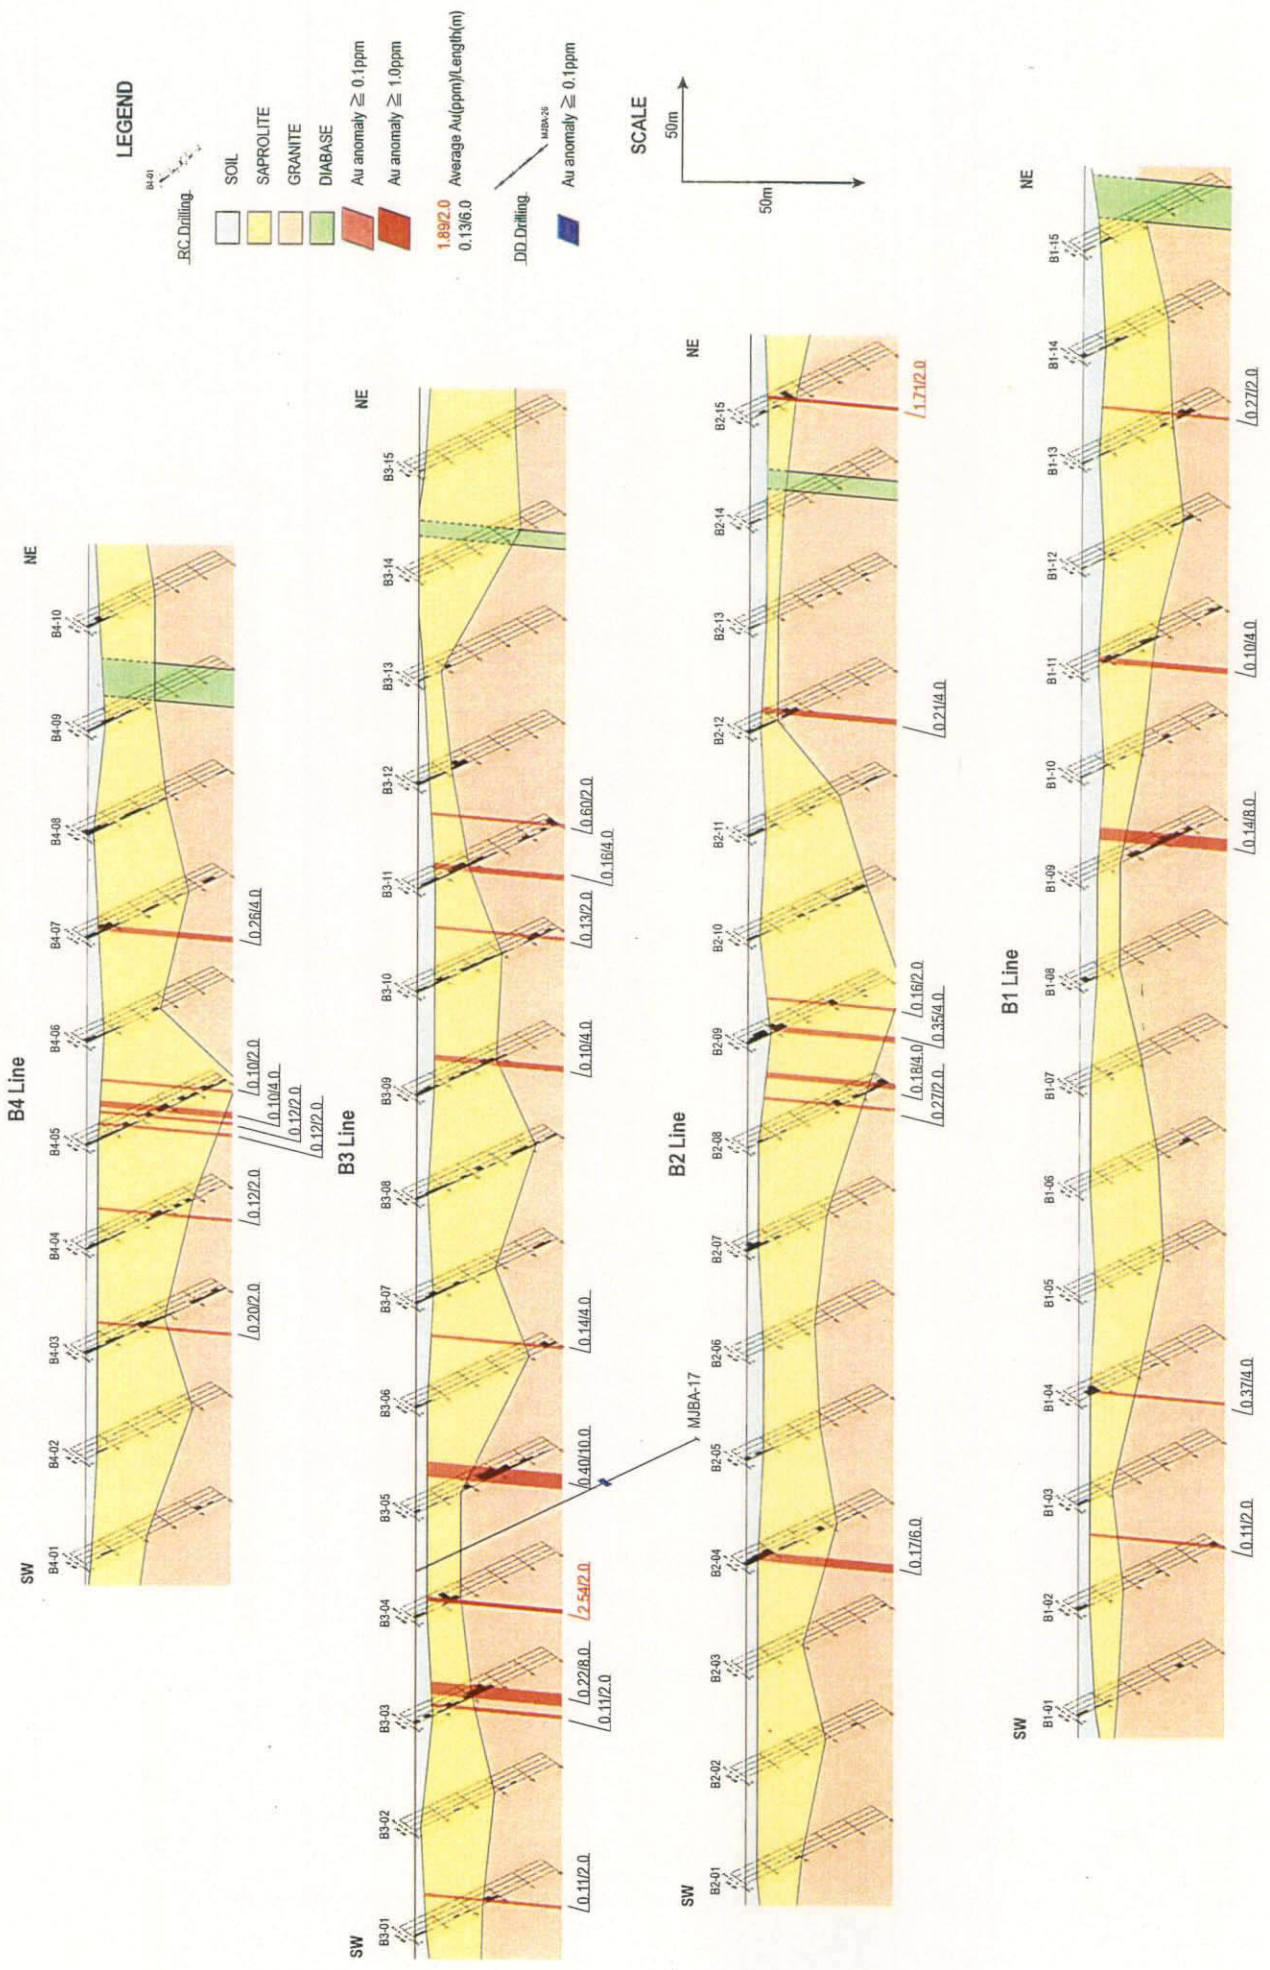 LEGEND
RC Drilling
B4-01
SOIL
SAPROLITE
GRANITE
DIABASE
Au anomaly ≧ 0.1ppm
Au anomaly ≧ 1.0ppm
1.89/2.0
0.13/6.0
Average Au(ppm)/Length(m)
DD Drilling
MJBA-26
Au anomaly ≧ 0.1ppm
SCALE
50m
50m
B4 Line
SW
NE
B4-01
B4-02
B4-03
B4-04
B4-05
B4-06
B4-07
B4-08
B4-09
B4-10
0.20/2.0
0.12/2.0
0.12/2.0
0.12/2.0
0.10/4.0
0.10/2.0
0.26/4.0
B3 Line
SW
NE
B3-01
B3-02
B3-03
B3-04
B3-05
B3-06
B3-07
B3-08
B3-09
B3-10
B3-11
B3-12
B3-13
B3-14
B3-15
0.11/2.0
0.11/2.0
0.22/8.0
2.54/2.0
0.40/10.0
0.14/4.0
0.10/4.0
0.13/2.0
0.16/4.0
0.60/2.0
MJBA-17
B2 Line
SW
NE
B2-01
B2-02
B2-03
B2-04
B2-05
B2-06
B2-07
B2-08
B2-09
B2-10
B2-11
B2-12
B2-13
B2-14
B2-15
0.17/6.0
0.27/2.0
0.18/4.0
0.35/4.0
0.16/2.0
0.21/4.0
1.71/2.0
B1 Line
SW
NE
B1-01
B1-02
B1-03
B1-04
B1-05
B1-06
B1-07
B1-08
B1-09
B1-10
B1-11
B1-12
B1-13
B1-14
B1-15
0.11/2.0
0.37/4.0
0.14/8.0
0.10/4.0
0.27/2.0